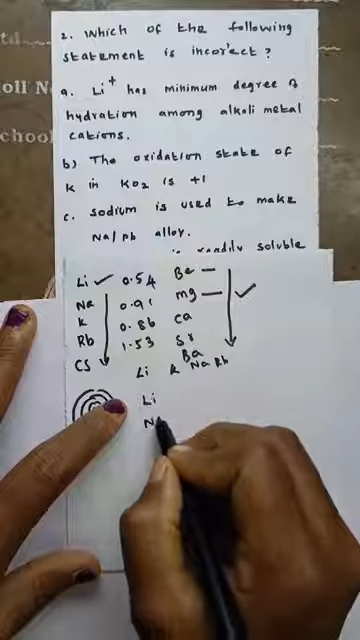 2. Which of the following
statement is incorrect?
a. Li+ has minimum degree of
hydration among alkali metal
cations.
b) The oxidation state of
K in KO2 is +1
c. Sodium is used to make
Na/Pb alloy.
is readily soluble
Li ✓ 0.54 Be —
Na 0.91 mg — ✓
K 0.86 Ca
Rb 1.53 Sr
Cs Ba
Li K Na Rb
Li
N